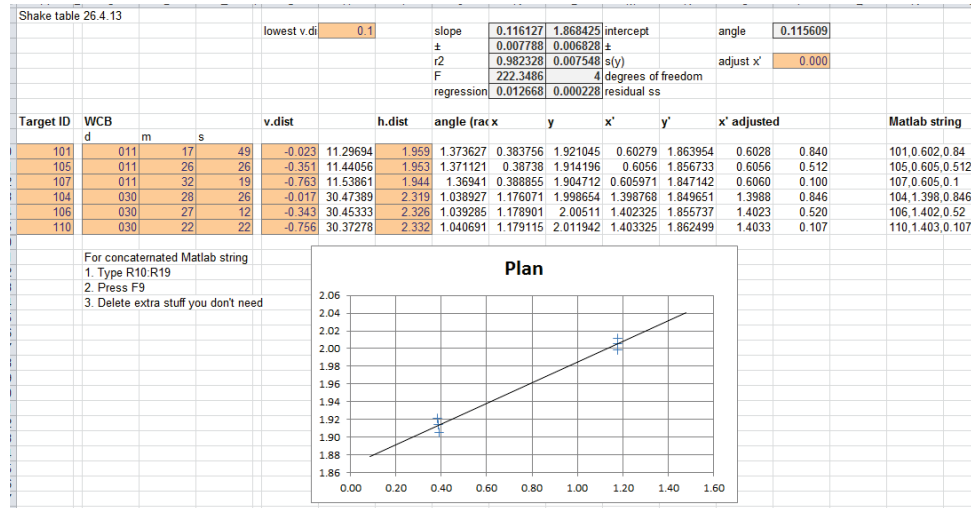 Shake table 26.4.13
lowest v.di 0.1 slope 0.116127 1.868425 intercept angle 0.115609
± 0.007788 0.006828 ±
r2 0.982328 0.007548 s(y) adjust x' 0.000
F 222.3486 4 degrees of freedom
regression 0.012668 0.000228 residual ss
Target ID WCB v.dist h.dist angle (rad x y x' y' x' adjusted Matlab string
d m s
101 011 17 49 -0.023 11.29694 1.959 1.373627 0.383756 1.921045 0.60279 1.863954 0.6028 0.840 101,0.602,0.84
105 011 26 26 -0.351 11.44056 1.953 1.371121 0.38738 1.914196 0.6056 1.856733 0.6056 0.512 105,0.605,0.512
107 011 32 19 -0.763 11.53861 1.944 1.36941 0.388855 1.904712 0.605971 1.847142 0.6060 0.100 107,0.605,0.1
104 030 28 26 -0.017 30.47389 2.319 1.038927 1.176071 1.998654 1.398768 1.849651 1.3988 0.846 104,1.398,0.846
106 030 27 12 -0.343 30.45333 2.326 1.039285 1.178901 2.00511 1.402325 1.855737 1.4023 0.520 106,1.402,0.52
110 030 22 22 -0.756 30.37278 2.332 1.040691 1.179115 2.011942 1.403325 1.862499 1.4033 0.107 110,1.403,0.107
For concaternated Matlab string
1. Type R10:R19
2. Press F9
3. Delete extra stuff you don't need
Plan
2.06
2.04
2.02
2.00
1.98
1.96
1.94
1.92
1.90
1.88
1.86
0.00 0.20 0.40 0.60 0.80 1.00 1.20 1.40 1.60